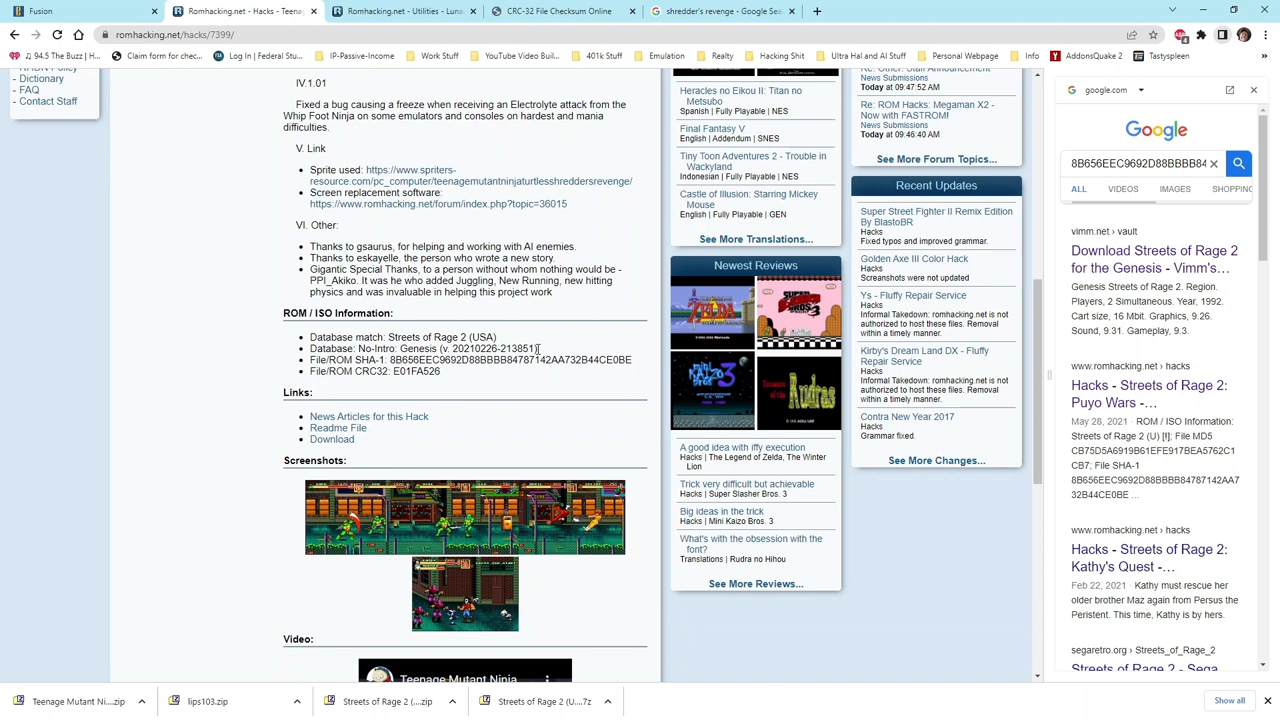 Fusion
Romhacking.net - Hacks - Teenag
Romhacking.net - Utilities - Luna
CRC-32 File Checksum Online
shredder's revenge - Google Sea
romhacking.net/hacks/7399/
94.5 The Buzz | H...
Claim form for chec...
Log In | Federal Stu...
IP-Passive-Income
Work Stuff
YouTube Video Buil...
401k Stuff
Emulation
Realty
Hacking Shit
Ultra Hal and AI Stuff
Personal Webpage
Info
AddonsQuake 2
Tastyspleen
»
- Dictionary
- FAQ
- Contact Staff
IV.1.01
Fixed a bug causing a freeze when receiving an Electrolyte attack from the
Whip Foot Ninja on some emulators and consoles on hardest and mania
difficulties.
V. Link
Sprite used: https://www.spriters-
resource.com/pc_computer/teenagemutantninjaturtlesshreddersrevenge/
Screen replacement software:
https://www.romhacking.net/forum/index.php?topic=36015
VI. Other:
Thanks to gsaurus, for helping and working with AI enemies.
Thanks to eskayelle, the person who wrote a new story.
Gigantic Special Thanks, to a person without whom nothing would be -
PPI_Akiko. It was he added Juggling, New Running, new hitting
physics and was invaluable in helping this project work
ROM / ISO Information:
Database match: Streets of Rage 2 (USA)
Database: No-Intro: Genesis (v. 20210226-213851)
File/ROM SHA-1: 8B656EEC9692D88BBBB84787142AA732B44CE0BE
File/ROM CRC32: E01FA526
Links:
News Articles for this Hack
Readme File
Download
Screenshots:
Video:
Teenage Mutant Ninja
Heracles no Eikou II: Titan no
Metsubo
Spanish | Fully Playable | NES
Final Fantasy V
English | Addendum | SNES
Tiny Toon Adventures 2 - Trouble in
Wackyland
Indonesian | Fully Playable | NES
Castle of Illusion: Starring Mickey
Mouse
English | Fully Playable | GEN
See More Translations...
Newest Reviews
A good idea with iffy execution
Hacks | The Legend of Zelda, The Winter
Lion
Trick very difficult but achievable
Hacks | Super Slasher Bros. 3
Big ideas in the trick
Hacks | Mini Kaizo Bros. 3
What's with the obsession with the
font?
Translations | Rudra no Hihou
See More Reviews...
News Submissions
Today at 09:47:52 AM
Re: ROM Hacks: Megaman X2 -
Now with FASTROM!
News Submissions
Today at 09:46:40 AM
See More Forum Topics...
Recent Updates
Super Street Fighter II Remix Edition
By BlastoBR
Hacks
Fixed typos and improved grammar.
Golden Axe III Color Hack
Hacks
Screenshots were not updated
Ys - Fluffy Repair Service
Hacks
Informal Takedown: romhacking.net is not
authorized to host these files. Removal
within a timely manner.
Kirby's Dream Land DX - Fluffy
Repair Service
Hacks
Informal Takedown: romhacking.net is not
authorized to host these files. Removal
within a timely manner.
Contra New Year 2017
Hacks
Grammar fixed.
See More Changes...
google.com
Google
8B656EEC9692D88BBBB84
ALL
VIDEOS
IMAGES
SHOPPING
vimm.net › vault
Download Streets of Rage 2
for the Genesis - Vimm's...
Genesis Streets of Rage 2. Region.
Players, 2 Simultaneous. Year, 1992.
Cart size, 16 Mbit. Graphics, 9.26.
Sound, 9.31. Gameplay, 9.3.
www.romhacking.net › hacks
Hacks - Streets of Rage 2:
Puyo Wars -...
May 28, 2021 · ROM / ISO Information:
Streets of Rage 2 (U) [!]; File MD5
CB75D5A6919B61EFE917BEA5762C1
CB7; File SHA-1
8B656EEC9692D88BBBB84787142AA7
32B44CE0BE ...
www.romhacking.net › hacks
Hacks - Streets of Rage 2:
Kathy's Quest -...
Feb 22, 2021 · Kathy must rescue her
older brother Maz again from Persus the
Peristent. This time, Kathy is by hers.
segaretro.org › Streets_of_Rage_2
Streets of Rage 2 - Sega
Teenage Mutant Ni....zip
lips103.zip
Streets of Rage 2 (....zip
Streets of Rage 2 (U....7z
Show all